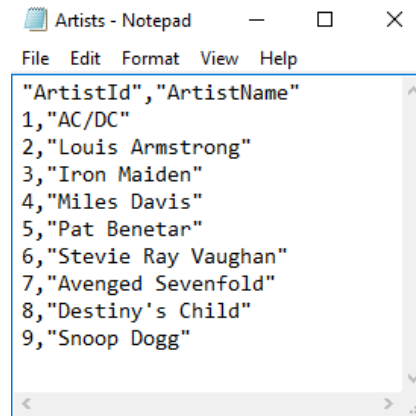 Artists - Notepad
File Edit Format View Help
"ArtistId","ArtistName"
1,"AC/DC"
2,"Louis Armstrong"
3,"Iron Maiden"
4,"Miles Davis"
5,"Pat Benetar"
6,"Stevie Ray Vaughan"
7,"Avenged Sevenfold"
8,"Destiny's Child"
9,"Snoop Dogg"